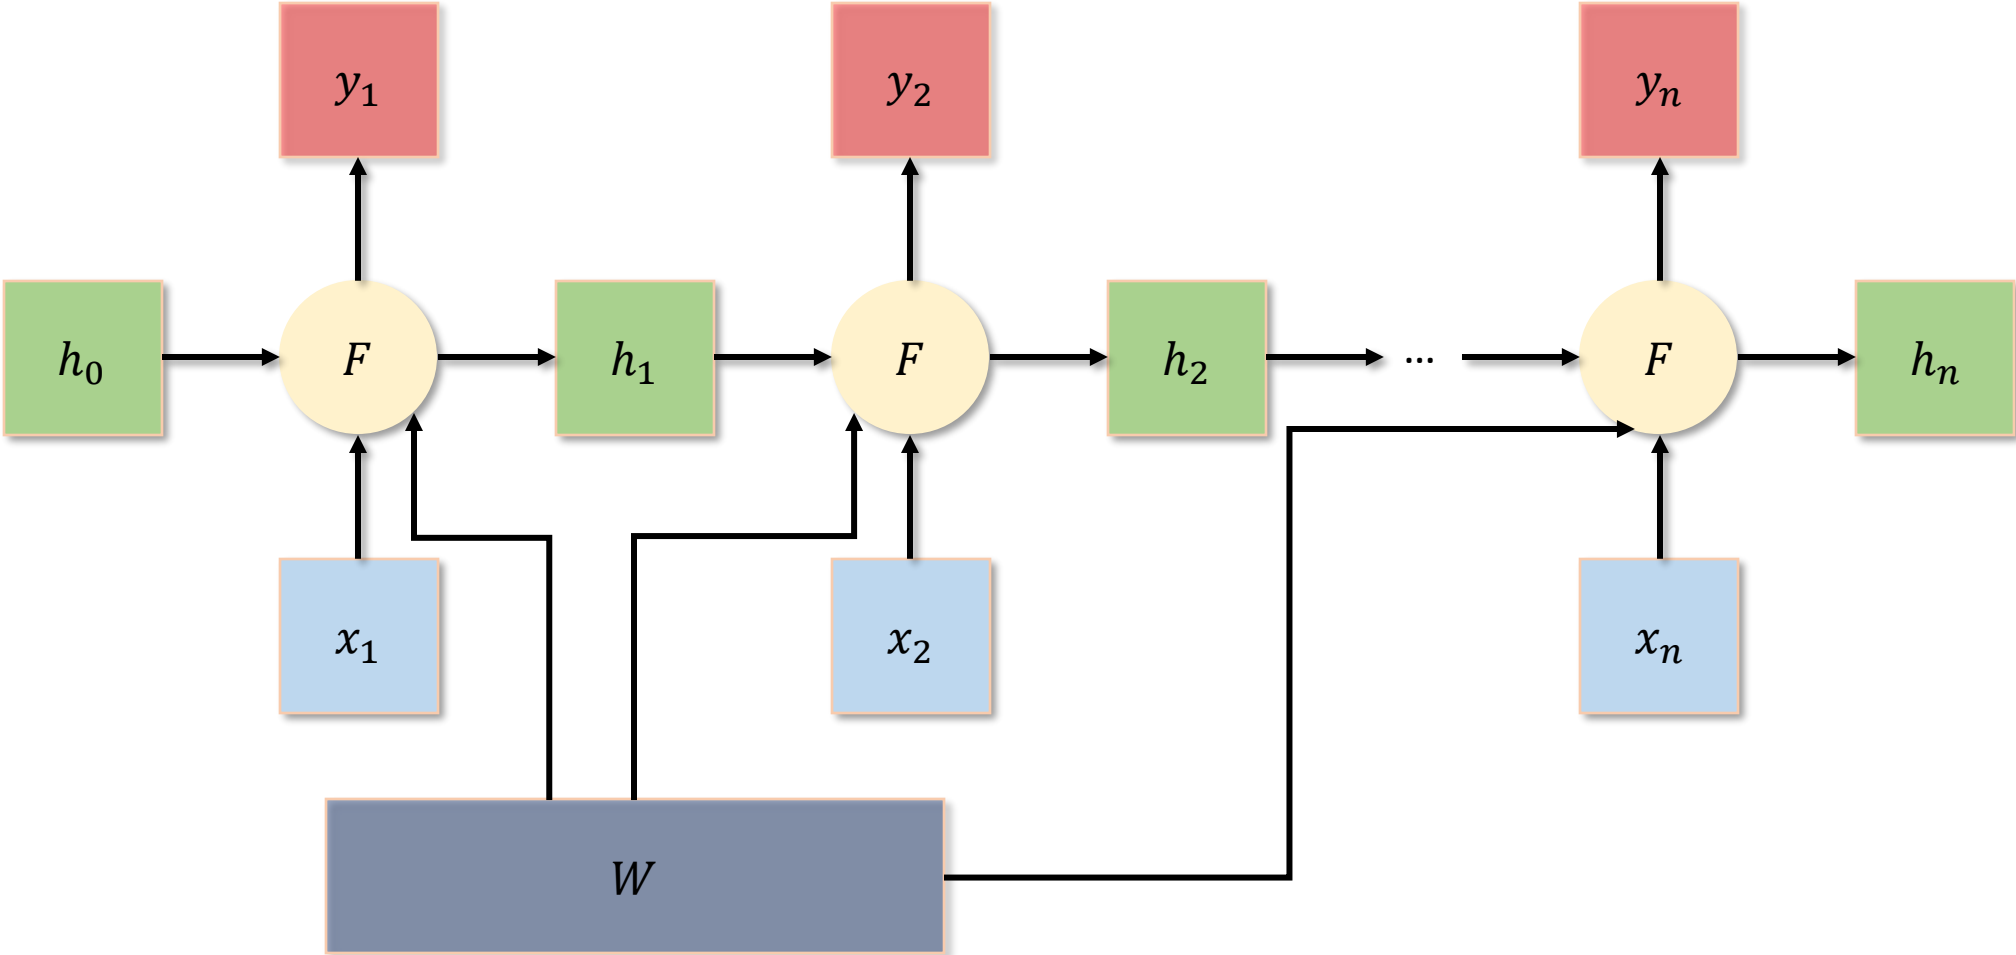 y₁ y₂ yₙ
h₀ F h₁ F h₂ ... F hₙ
x₁ x₂ xₙ
W